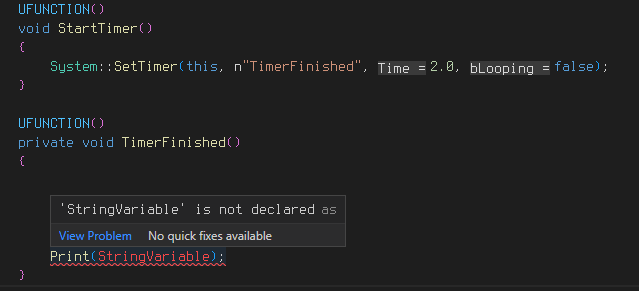 UFUNCTION()
void StartTimer()
{
System::SetTimer(this, n"TimerFinished", Time = 2.0, bLooping = false);
}
UFUNCTION()
private void TimerFinished()
{
'StringVariable' is not declared as
View Problem No quick fixes available
Print(StringVariable);
}